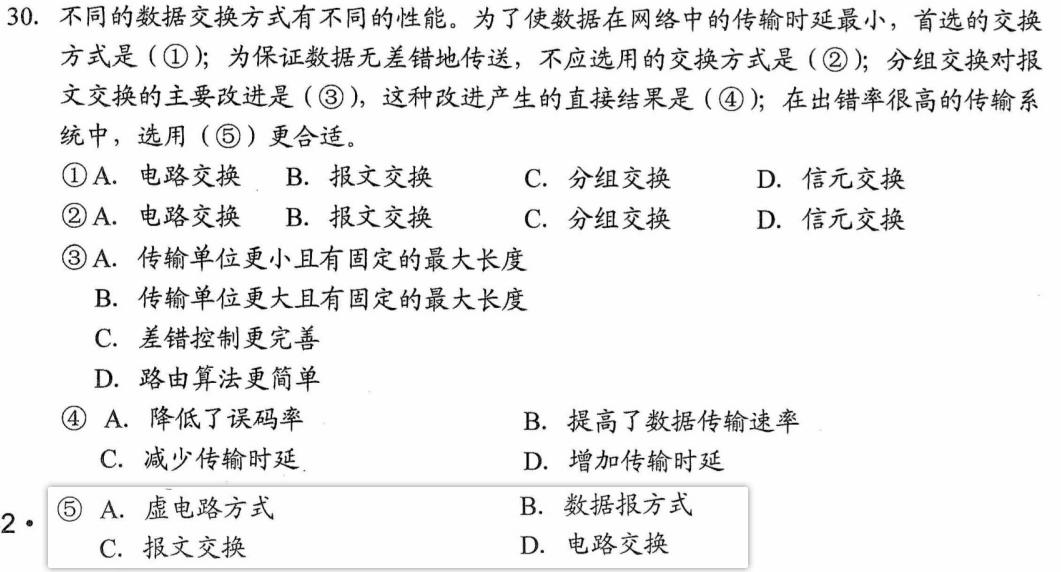 30. 不同的数据交换方式有不同的性能。为了使数据在网络中的传输时延最小，首选的交换
方式是（①）；为保证数据无差错地传送，不应选用的交换方式是（②）；分组交换对报
文交换的主要改进是（③），这种改进产生的直接结果是（④）；在出错率很高的传输系
统中，选用（⑤）更合适。
①A. 电路交换 B. 报文交换 C. 分组交换 D. 信元交换
②A. 电路交换 B. 报文交换 C. 分组交换 D. 信元交换
③A. 传输单位更小且有固定的最大长度
B. 传输单位更大且有固定的最大长度
C. 差错控制更完善
D. 路由算法更简单
④ A. 降低了误码率 B. 提高了数据传输速率
C. 减少传输时延 D. 增加传输时延
2•
⑤ A. 虚电路方式 B. 数据报方式
C. 报文交换 D. 电路交换